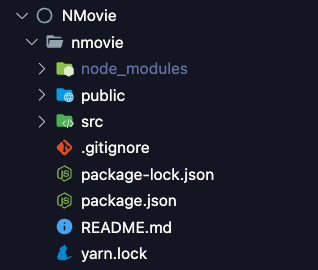 NMovie
nmovie
node_modules
public
src
.gitignore
package-lock.json
package.json
README.md
yarn.lock